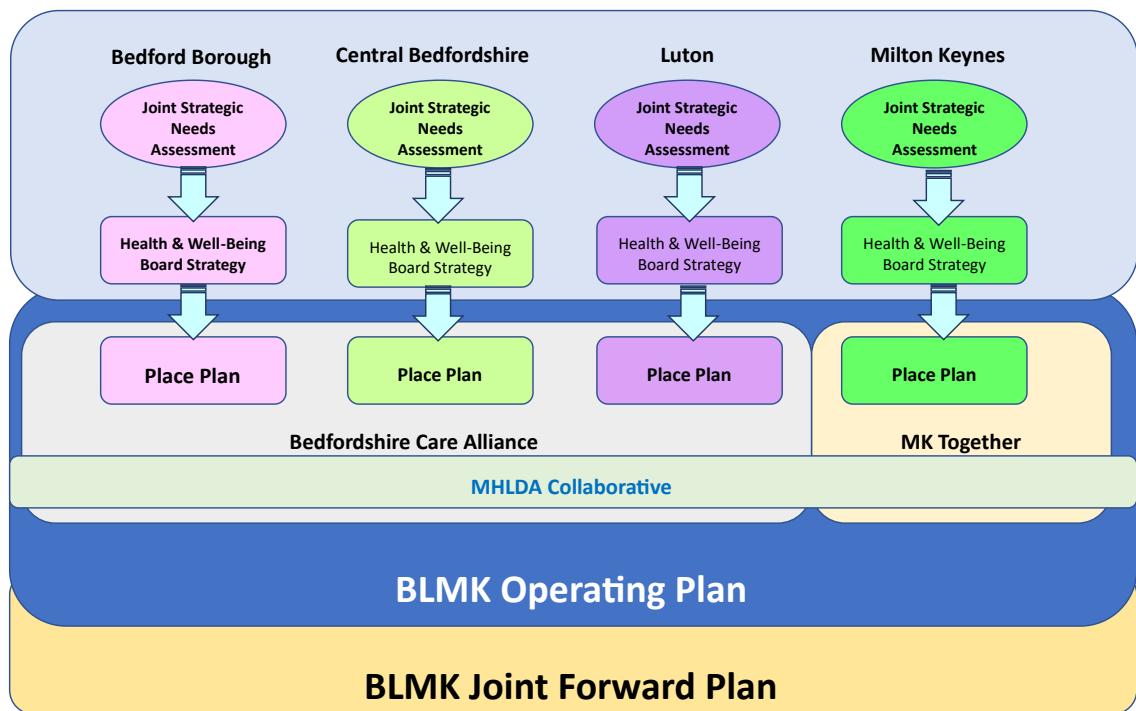 Bedford Borough
Central Bedfordshire
Luton
Milton Keynes
Joint Strategic
Needs
Assessment
Joint Strategic
Needs
Assessment
Joint Strategic
Needs
Assessment
Joint Strategic
Needs
Assessment
Health & Well-Being
Board Strategy
Health & Well-Being
Board Strategy
Health & Well-Being
Board Strategy
Health & Well-Being
Board Strategy
Place Plan
Place Plan
Place Plan
Place Plan
Bedfordshire Care Alliance
MK Together
MHLDA Collaborative
BLMK Operating Plan
BLMK Joint Forward Plan